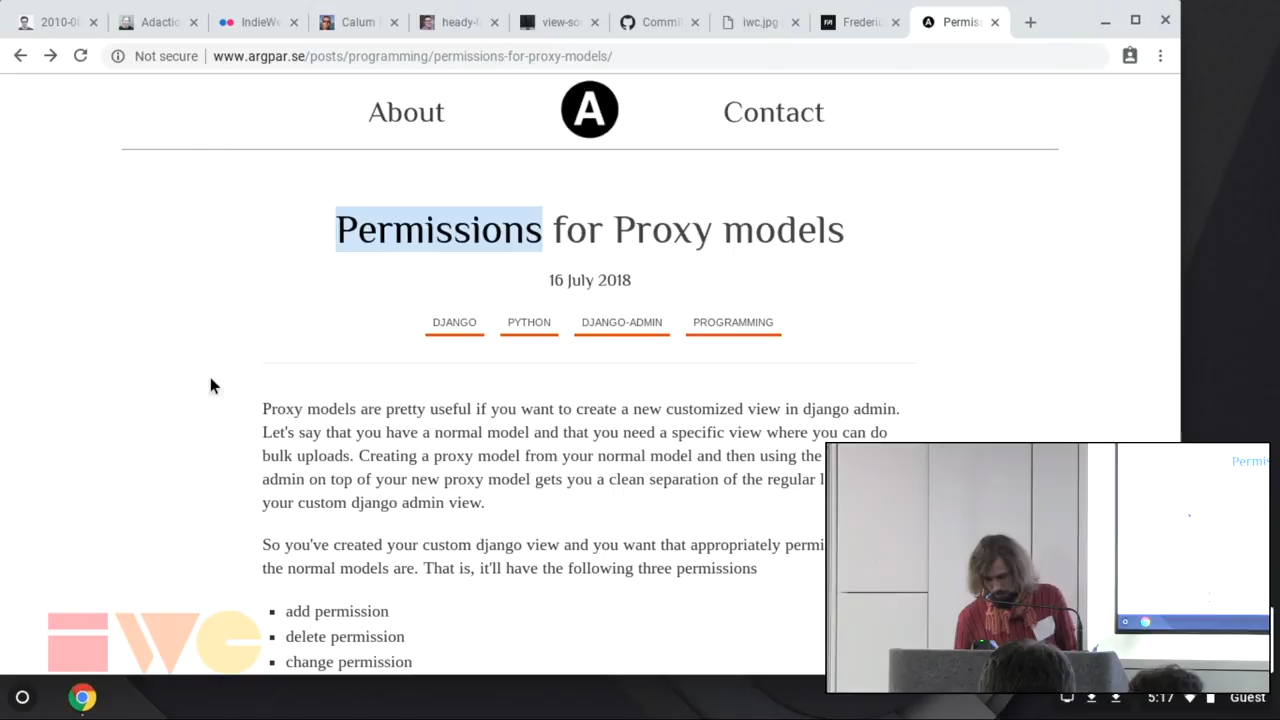 2010-0
Adactio
IndieWe
Calum
heady-
view-so
Commit
iwc.jpg
Frederic
Permis
Not secure
www.argpar.se/posts/programming/permissions-for-proxy-models/
About
A
Contact
Permissions for Proxy models
16 July 2018
DJANGO PYTHON DJANGO-ADMIN PROGRAMMING
Proxy models are pretty useful if you want to create a new customized view in django admin.
Let's say that you have a normal model and that you need a specific view where you can do
bulk uploads. Creating a proxy model from your normal model and then using the
admin on top of your new proxy model gets you a clean separation of the regular
your custom django admin view.
So you've created your custom django view and you want that appropriately permi
the normal models are. That is, it'll have the following three permissions
add permission
delete permission
change permission
iwc
Permis
5:17
Guest